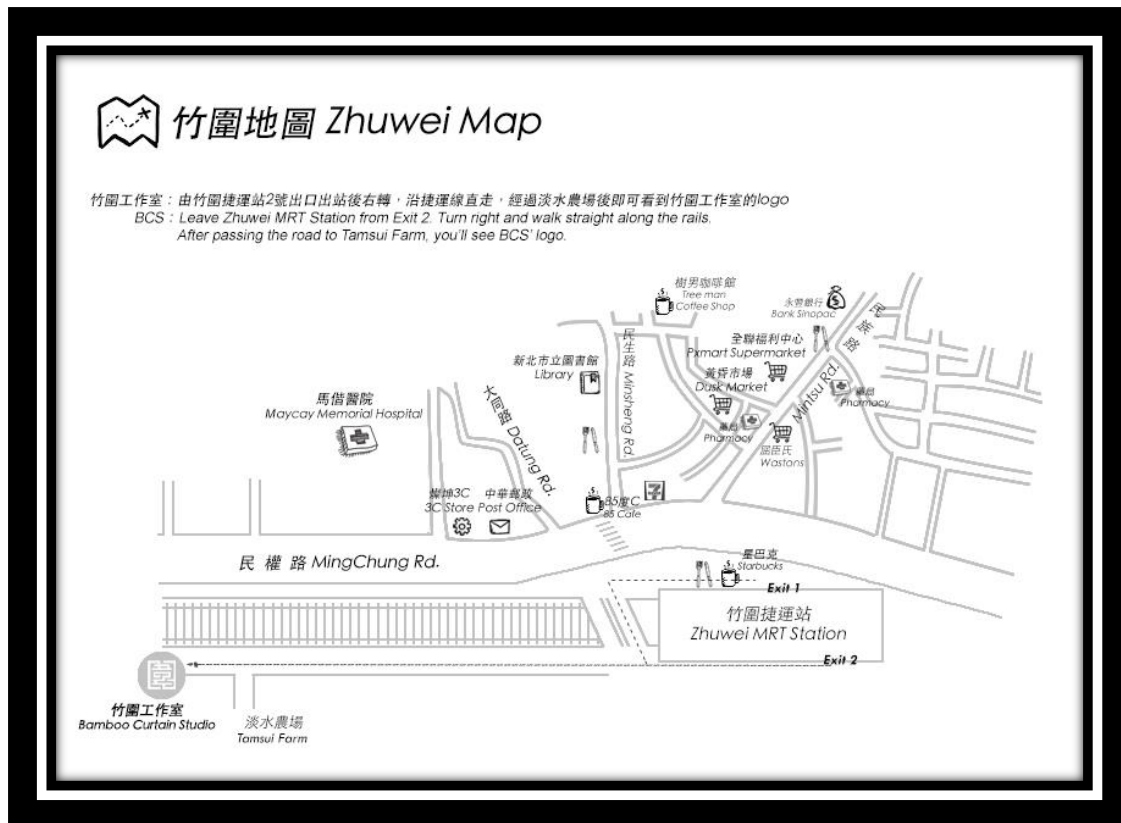 竹圍地圖 Zhuwei Map
竹圍工作室：由竹圍捷運站2號出口出站後右轉，沿捷運線直走，經過淡水農場後即可看到竹圍工作室的logo
BCS：Leave Zhuwei MRT Station from Exit 2. Turn right and walk straight along the rails.
After passing the road to Tamsui Farm, you'll see BCS' logo.
樹男咖啡館
Tree man
Coffee Shop
永豐銀行
Bank Sinopac
民族路
Mintsu Rd.
全聯福利中心
Pxmart Supermarket
民生路 Minsheng Rd.
新北市立圖書館
Library
黃昏市場
Dusk Market
藥局
Pharmacy
藥局
Pharmacy
大同路 Datung Rd.
馬偕醫院
Maycay Memorial Hospital
屈臣氏
Wastons
燦坤3C
3C Store
中華郵政
Post Office
85度C
85 Cafe
7
民權路 MingChung Rd.
星巴克
Starbucks
Exit 1
竹圍捷運站
Zhuwei MRT Station
Exit 2
竹圍工作室
Bamboo Curtain Studio
淡水農場
Tamsui Farm